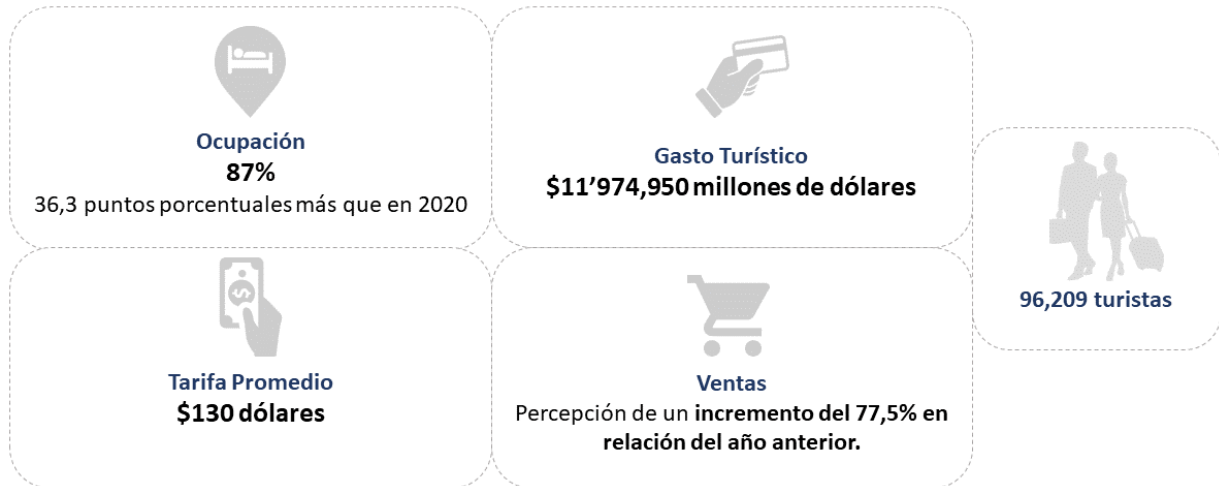 Ocupación
87%
36,3 puntos porcentuales más que en 2020
Gasto Turístico
$11’974,950 millones de dólares
Tarifa Promedio
$130 dólares
Ventas
Percepción de un incremento del 77,5% en
relación del año anterior.
96,209 turistas